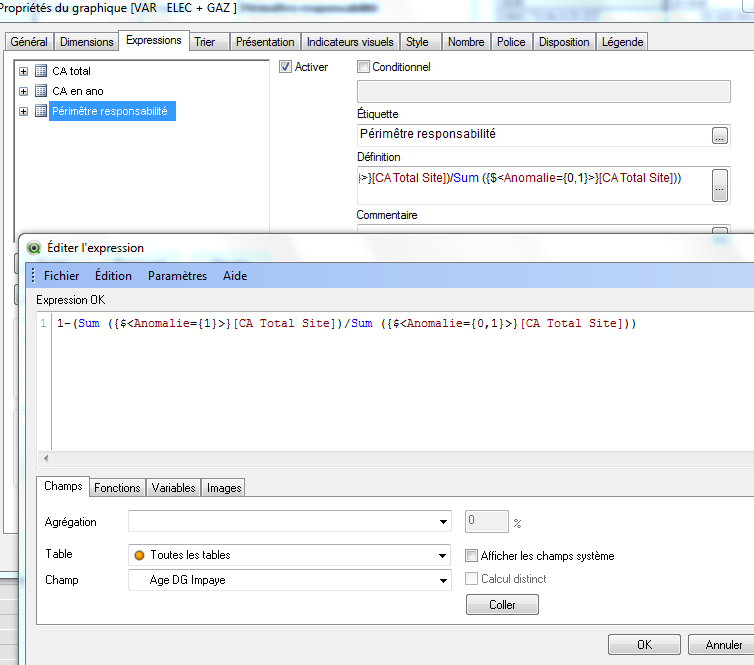 Propriétés du graphique [VAR ELEC + GAZ ]
Général Dimensions Expressions Trier Présentation Indicateurs visuels Style Nombre Police Disposition Légende
CA total
CA en ano
Périmêtre responsabilité
Activer
Conditionnel
Étiquette
Périmêtre responsabilité
...
Définition
}>}[CA Total Site])/Sum ({$<Anomalie={0,1}>}[CA Total Site]))
...
Commentaire
Éditer l'expression
Fichier Édition Paramètres Aide
Expression OK
1 1-(Sum ({$<Anomalie={1}>}[CA Total Site])/Sum ({$<Anomalie={0,1}>}[CA Total Site]))
Champs Fonctions Variables Images
Agrégation 0 %
Table Toutes les tables Afficher les champs système
Champ Age DG Impaye Calcul distinct
Coller
OK Annuler